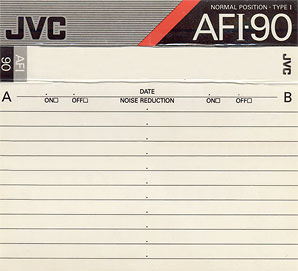 JVC
NORMAL POSITION · TYPE I
AFI·90
AFI
90
JVC
A DATE B
ON□ OFF□ NOISE REDUCTION ON□ OFF□